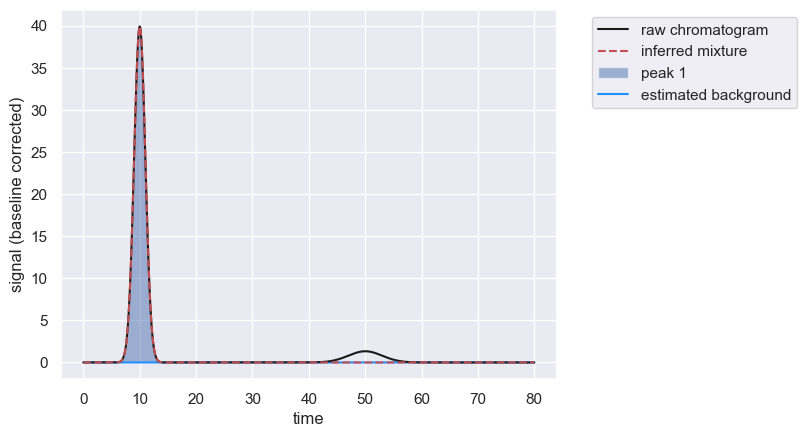 40
35
30
25
20
15
10
5
0
signal (baseline corrected)
0 10 20 30 40 50 60 70 80
time
raw chromatogram
inferred mixture
peak 1
estimated background